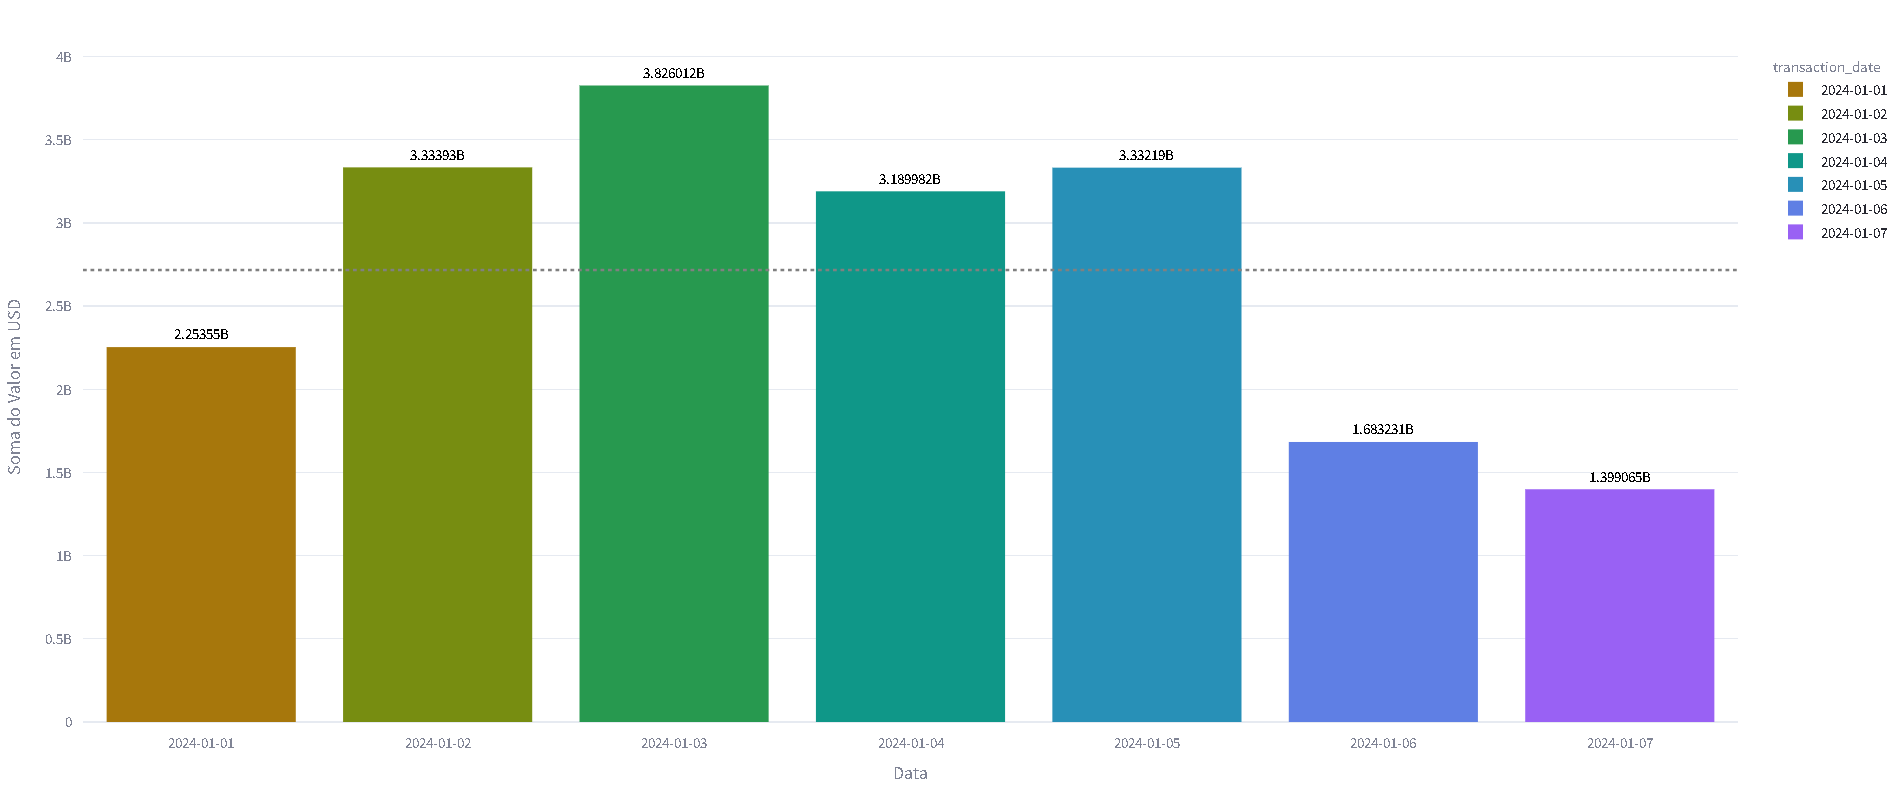 4B
3.5B
3B
2.5B
2B
1.5B
1B
0.5B
0
Soma do Valor em USD
2.25355B
3.33393B
3.826012B
3.189982B
3.33219B
1.683231B
1.399065B
2024-01-01
2024-01-02
2024-01-03
2024-01-04
2024-01-05
2024-01-06
2024-01-07
Data
transaction_date
2024-01-01
2024-01-02
2024-01-03
2024-01-04
2024-01-05
2024-01-06
2024-01-07